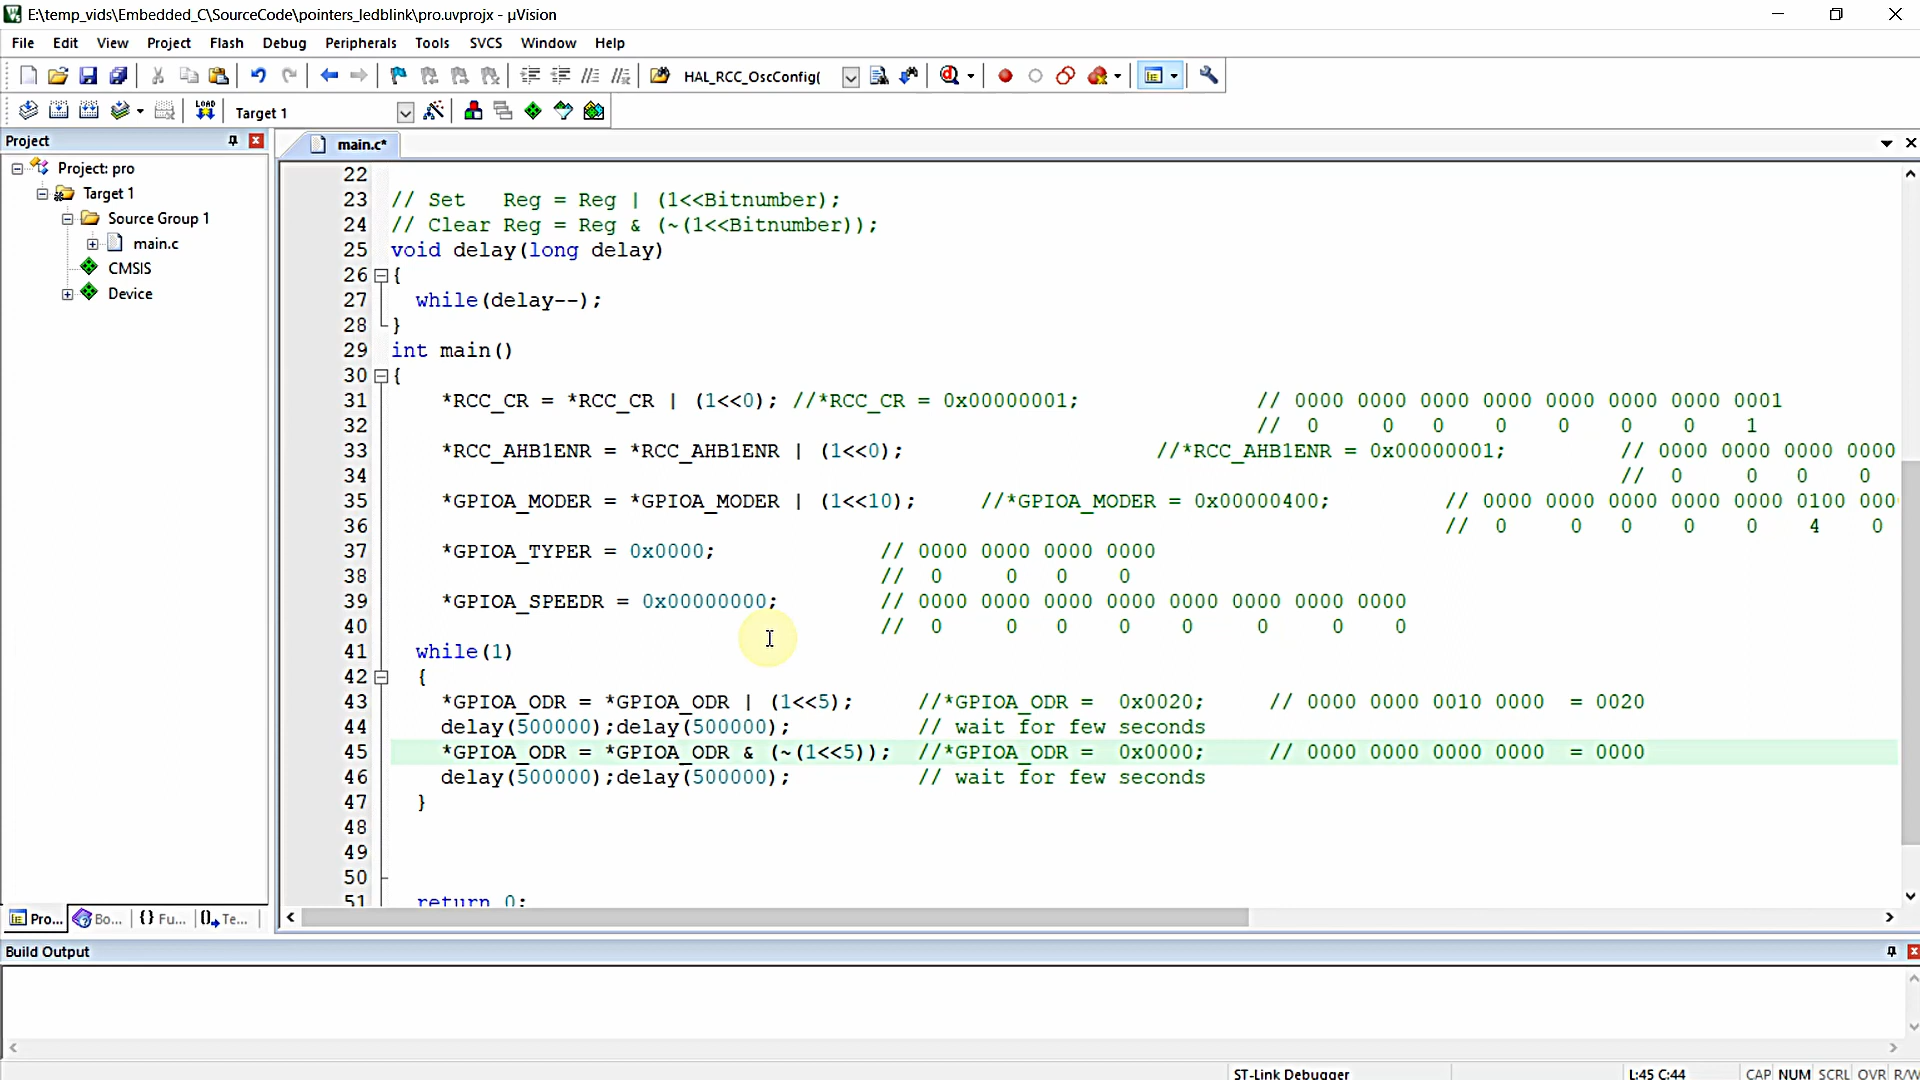 E:\temp_vids\Embedded_C\SourceCode\pointers_ledblink\pro.uvprojx - µVision
File Edit View Project Flash Debug Peripherals Tools SVCS Window Help
HAL_RCC_OscConfig(
LOAD Target 1
Project
main.c*
Project: pro
Target 1
Source Group 1
main.c
CMSIS
Device
22
23 // Set   Reg = Reg | (1<<Bitnumber);
24 // Clear Reg = Reg & (~(1<<Bitnumber));
25 void delay(long delay)
26 {
27 while(delay--);
28 }
29 int main()
30 {
31 *RCC_CR = *RCC_CR | (1<<0); //*RCC_CR = 0x00000001; // 0000 0000 0000 0000 0000 0000 0000 0001
32 // 0 0 0 0 0 0 0 1
33 *RCC_AHB1ENR = *RCC_AHB1ENR | (1<<0); //*RCC_AHB1ENR = 0x00000001; // 0000 0000 0000 0000
34 // 0 0 0 0
35 *GPIOA_MODER = *GPIOA_MODER | (1<<10); //*GPIOA_MODER = 0x00000400; // 0000 0000 0000 0000 0000 0100 000
36 // 0 0 0 0 0 4 0
37 *GPIOA_TYPER = 0x0000; // 0000 0000 0000 0000
38 // 0 0 0 0
39 *GPIOA_SPEEDR = 0x00000000; // 0000 0000 0000 0000 0000 0000 0000 0000
40 // 0 0 0 0 0 0 0 0
41 while(1)
42 {
43 *GPIOA_ODR = *GPIOA_ODR | (1<<5); //*GPIOA_ODR = 0x0020; // 0000 0000 0010 0000 = 0020
44 delay(500000);delay(500000); // wait for few seconds
45 *GPIOA_ODR = *GPIOA_ODR & (~(1<<5)); //*GPIOA_ODR = 0x0000; // 0000 0000 0000 0000 = 0000
46 delay(500000);delay(500000); // wait for few seconds
47 }
48
49
50
51 return 0;
Pro... Bo... {} Fu... Te...
Build Output
ST-Link Debugger L:45 C:44 CAP NUM SCRL OVR R/W